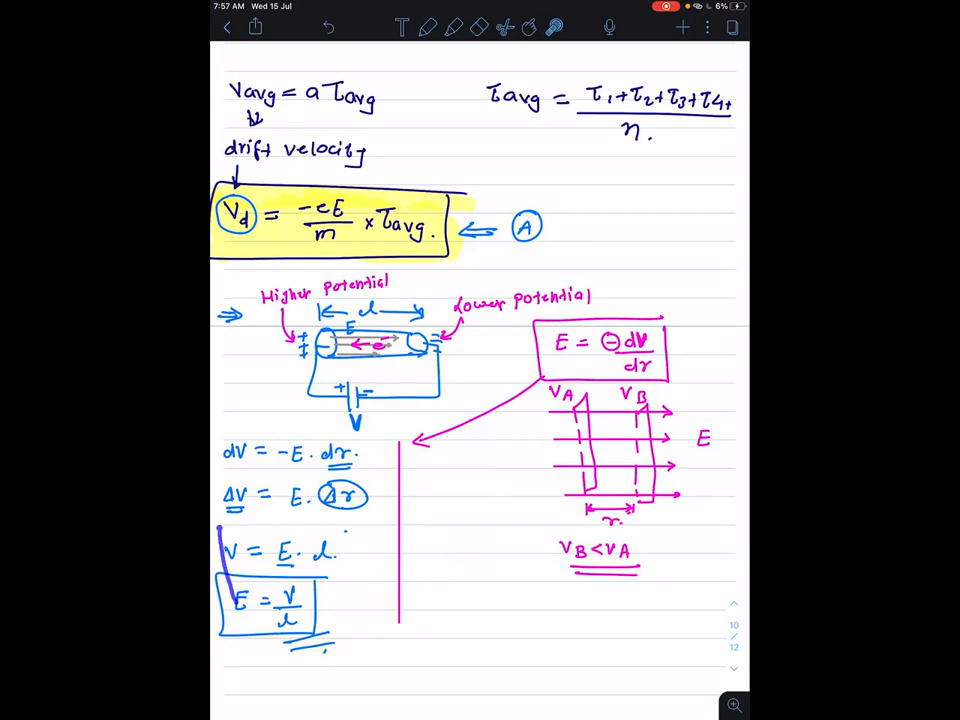 7:57 AM Wed 15 Jul
6%
T
Vavg = a τavg
τavg = τ1+τ2+τ3+τ4+
n.
drift velocity
Vd = -eE/m × τavg.
A
Higher potential
l
Lower potential
E
e-
+ -
V
E = - dV/dr
VA VB
E
r.
VB < VA
dV = -E. dr.
ΔV = E. Δr
V = E. l.
E = V/l
10
/
12